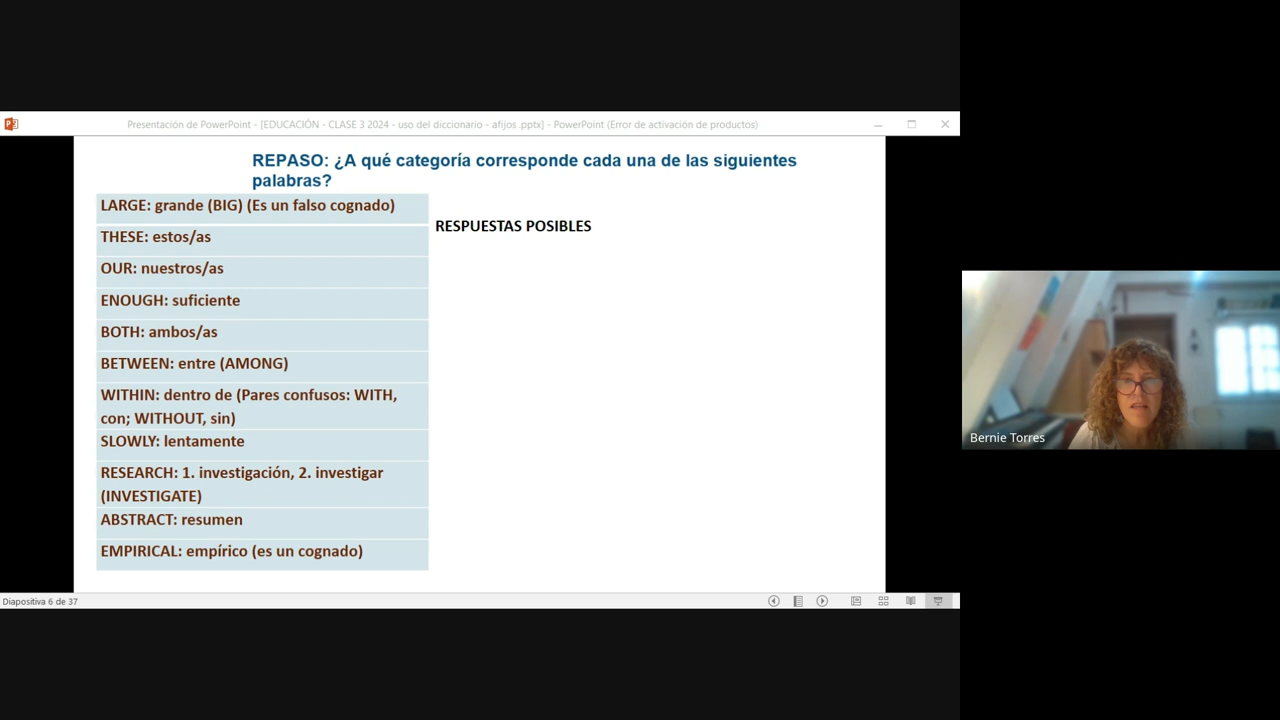 Presentación de PowerPoint - [EDUCACIÓN - CLASE 3 2024 - uso del diccionario - afijos .pptx] - PowerPoint (Error de activación de productos)
REPASO: ¿A qué categoría corresponde cada una de las siguientes
palabras?
LARGE: grande (BIG) (Es un falso cognado)
RESPUESTAS POSIBLES
THESE: estos/as
OUR: nuestros/as
ENOUGH: suficiente
BOTH: ambos/as
BETWEEN: entre (AMONG)
WITHIN: dentro de (Pares confusos: WITH,
con; WITHOUT, sin)
SLOWLY: lentamente
RESEARCH: 1. investigación, 2. investigar
(INVESTIGATE)
ABSTRACT: resumen
EMPIRICAL: empírico (es un cognado)
Diapositiva 6 de 37
Bernie Torres